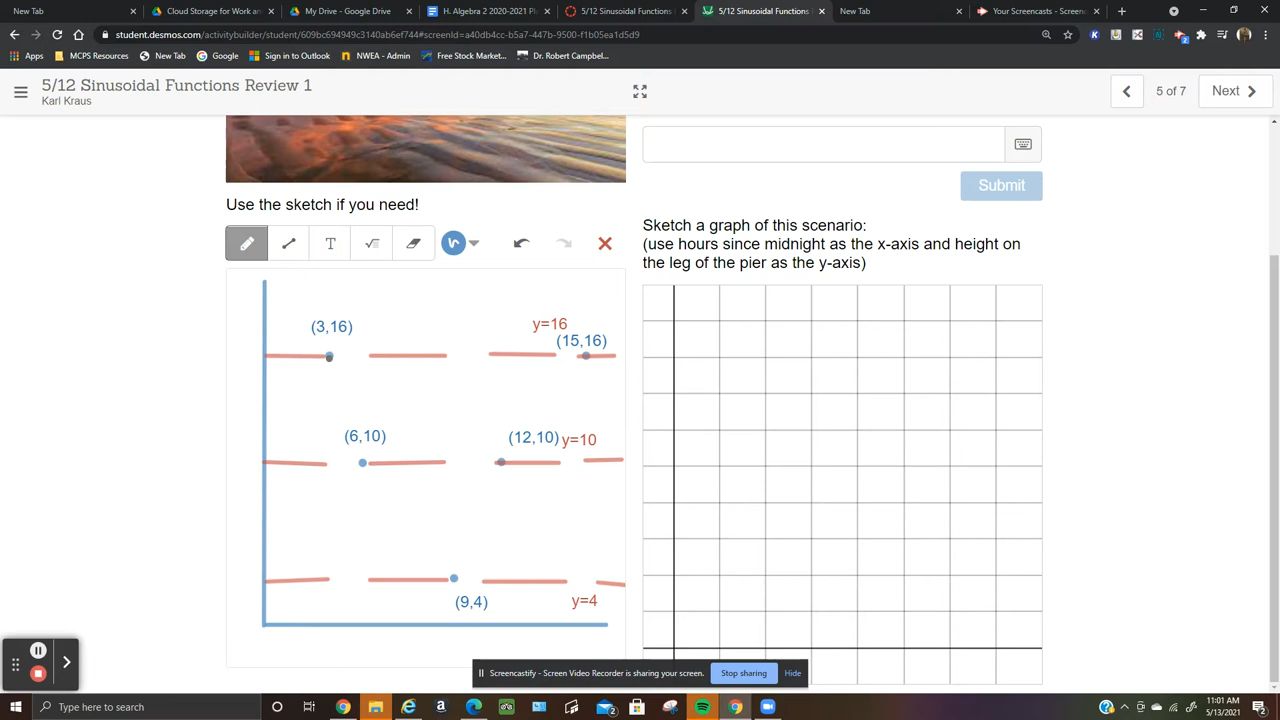 New Tab
Cloud Storage for Work an
My Drive - Google Drive
H. Algebra 2 2020-2021 Pl
5/12 Sinusoidal Functions
5/12 Sinusoidal Functions
New Tab
Your Screencasts - Screenc
student.desmos.com/activitybuilder/student/609bc694949c3140ab6ef744#screenId=a40db4cc-b5a7-447b-9500-f1b05ea1d5d9
Apps
MCPS Resources
New Tab
Google
Sign in to Outlook
NWEA - Admin
Free Stock Market...
Dr. Robert Campbel...
5/12 Sinusoidal Functions Review 1
Karl Kraus
5 of 7
Next
Submit
Use the sketch if you need!
T
Sketch a graph of this scenario:
(use hours since midnight as the x-axis and height on
the leg of the pier as the y-axis)
(3,16)
y=16
(15,16)
(6,10)
(12,10)
y=10
(9,4)
y=4
Screencastify - Screen Video Recorder is sharing your screen.
Stop sharing
Hide
Type here to search
11:01 AM
5/13/2021